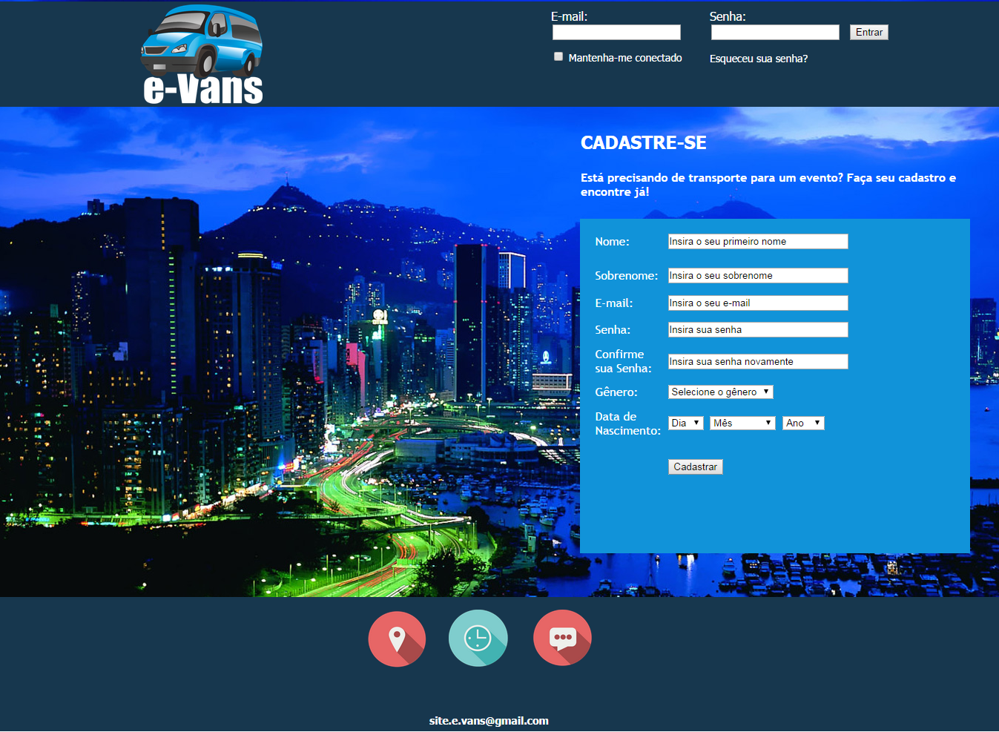 E-mail:
Senha:
Entrar
Mantenha-me conectado
Esqueceu sua senha?
e-Vans
CADASTRE-SE
Está precisando de transporte para um evento? Faça seu cadastro e
encontre já!
Nome:
Insira o seu primeiro nome
Sobrenome:
Insira o seu sobrenome
E-mail:
Insira o seu e-mail
Senha:
Insira sua senha
Confirme
sua Senha:
Insira sua senha novamente
Gênero:
Selecione o gênero
Data de
Nascimento:
Dia
Mês
Ano
Cadastrar
site.e.vans@gmail.com